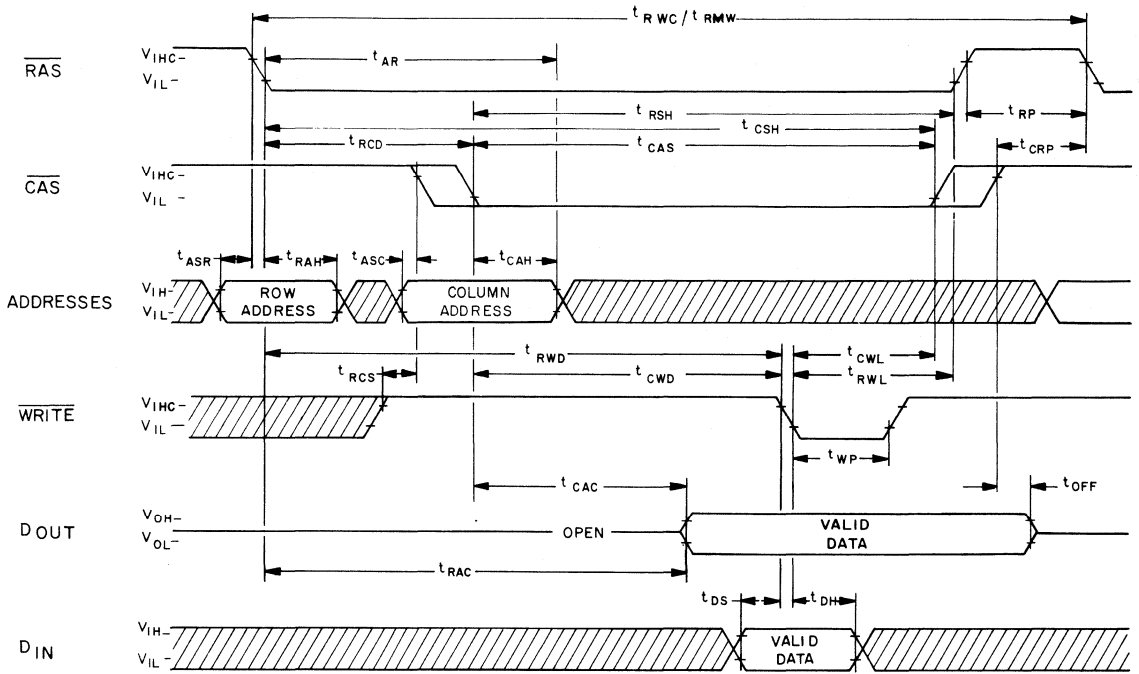 t RWC / t RMW
RAS
VIHC-
VIL-
t AR
t RSH
t RP
t CSH
t RCD
t CAS
t CRP
CAS
VIHC-
VIL -
t ASR
t RAH
t ASC
t CAH
ADDRESSES
VIH-
VIL-
ROW ADDRESS
COLUMN ADDRESS
t RWD
t CWL
t RCS
t CWD
t RWL
WRITE
VIHC-
VIL-
t WP
t CAC
t OFF
D OUT
VOH-
VOL-
OPEN
VALID DATA
t RAC
t DS
t DH
D IN
VIH-
VIL-
VALID DATA